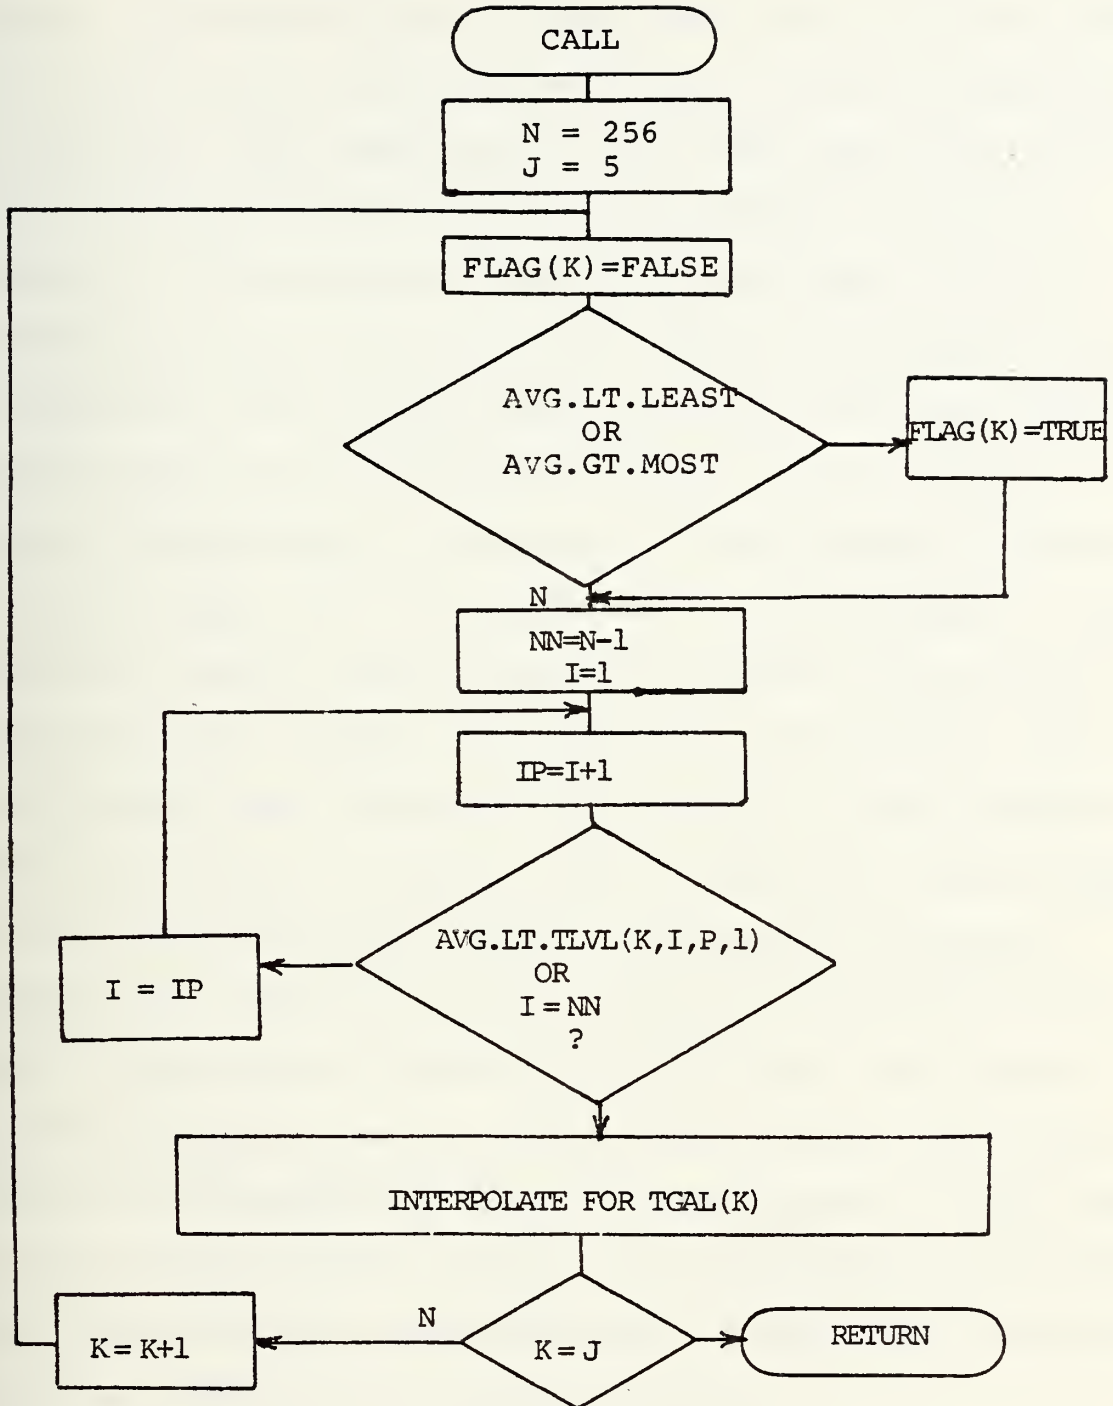 CALL
N = 256
J = 5
FLAG(K)=FALSE
AVG.LT.LEAST
OR
AVG.GT.MOST
FLAG(K)=TRUE
N
NN=N-1
I=1
IP=I+1
AVG.LT.TLVL(K,I,P,1)
OR
I=NN
?
I = IP
INTERPOLATE FOR TGAL(K)
N
K=K+1
K=J
RETURN